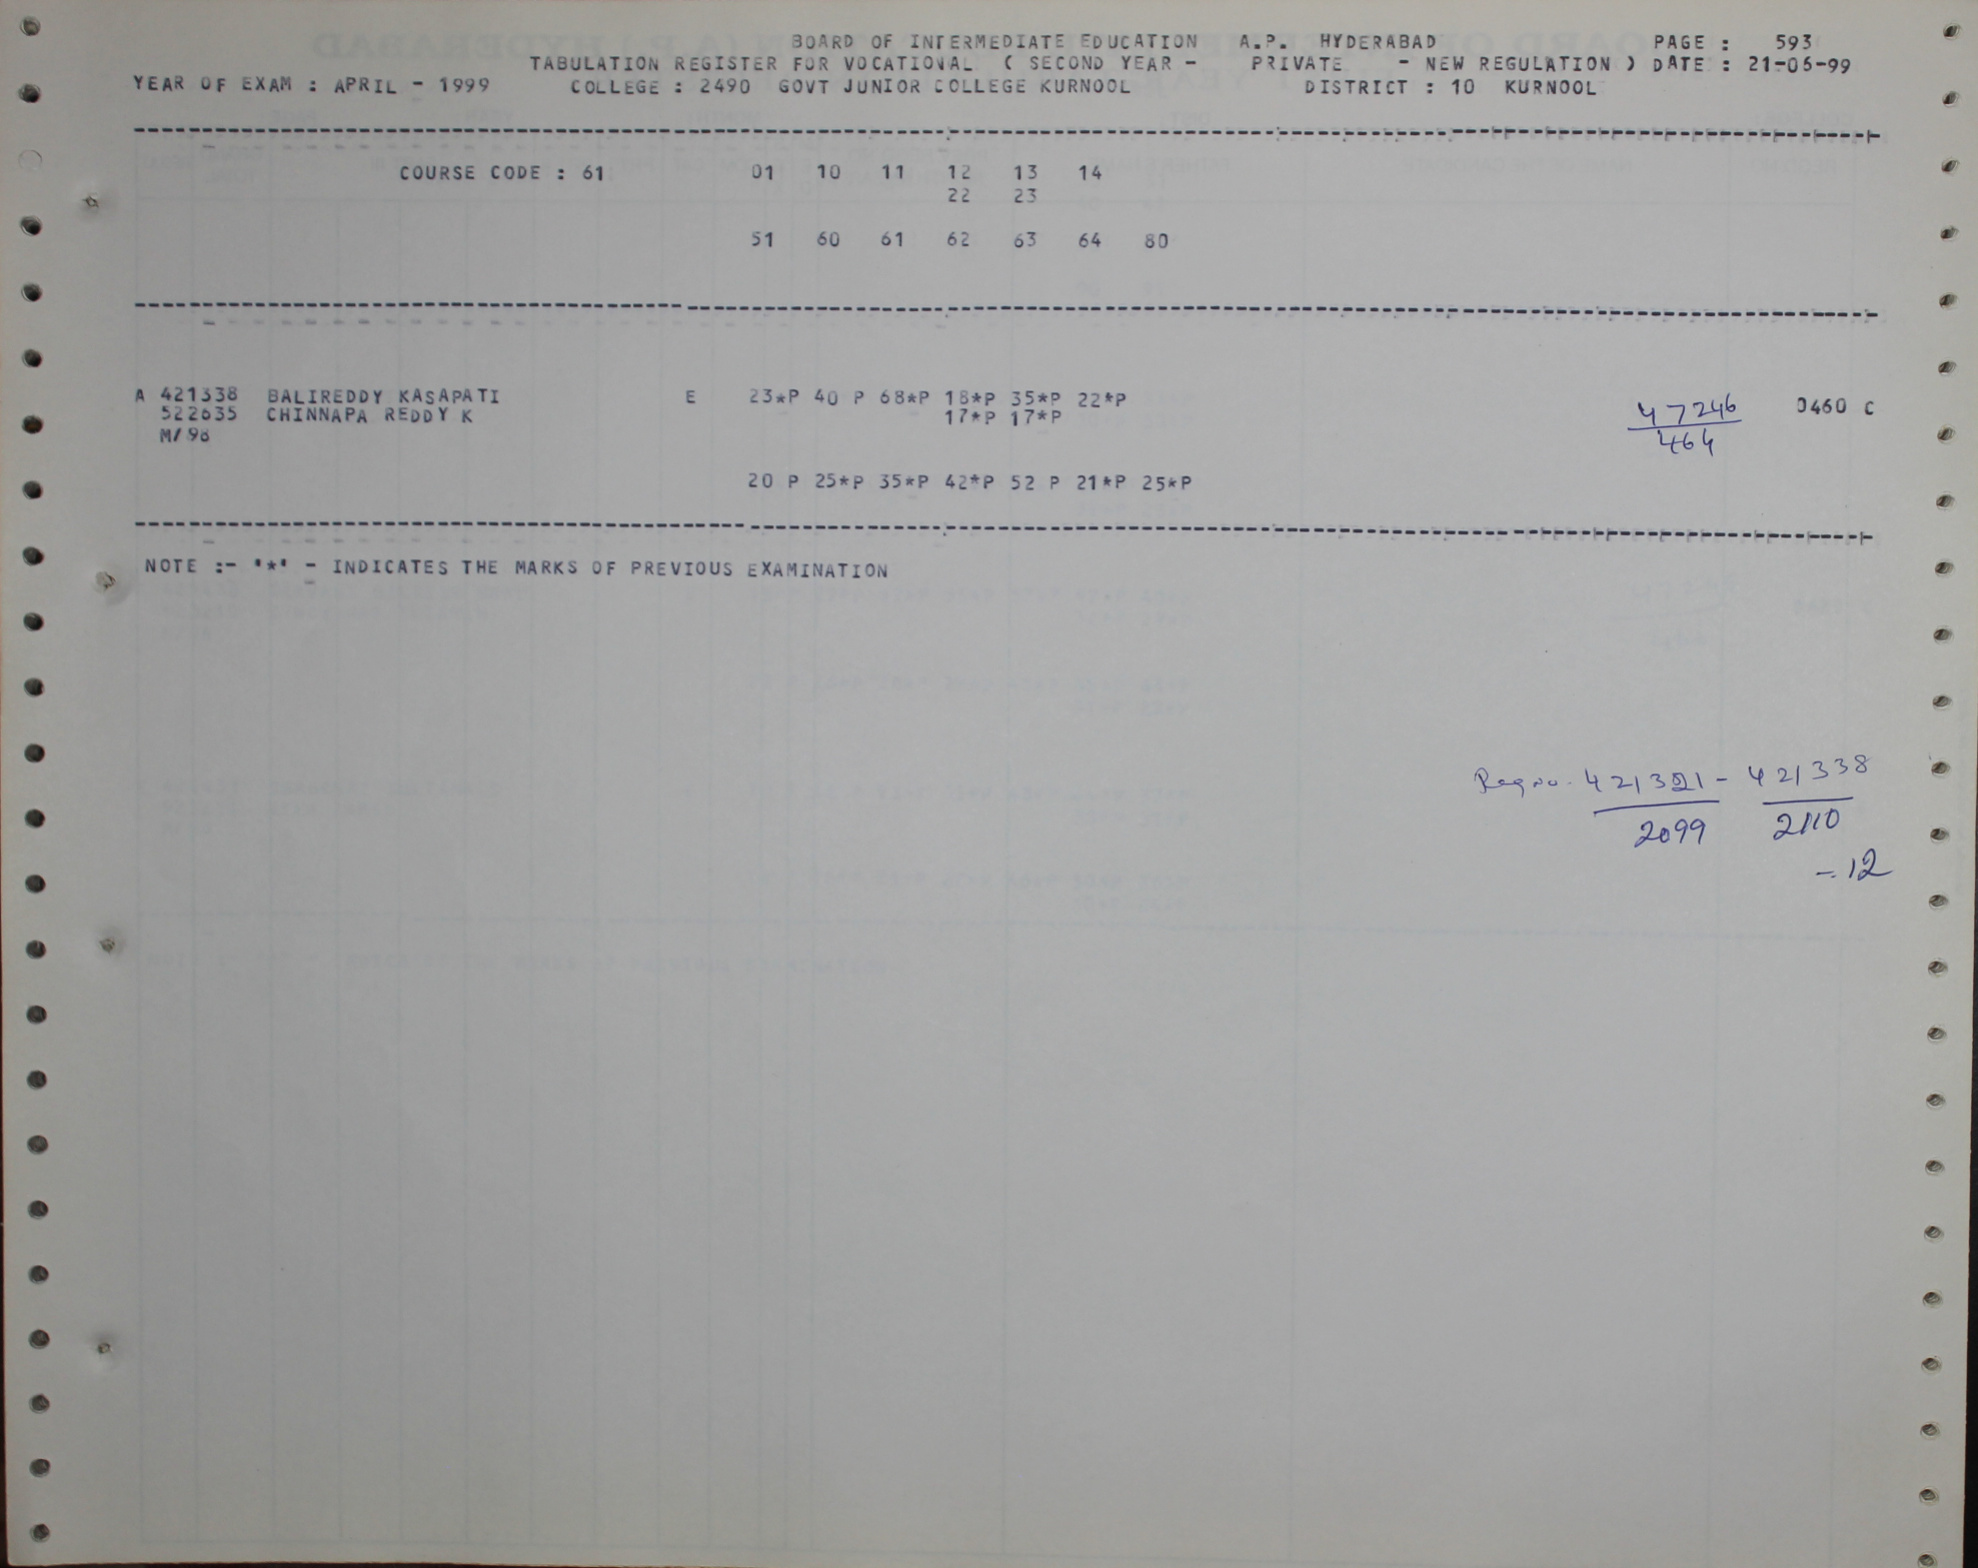 BOARD OF INTERMEDIATE EDUCATION A.P. HYDERABAD PAGE : 593
TABULATION REGISTER FOR VOCATIONAL ( SECOND YEAR - PRIVATE - NEW REGULATION ) DATE : 21-06-99
YEAR OF EXAM : APRIL - 1999 COLLEGE : 2490 GOVT JUNIOR COLLEGE KURNOOL DISTRICT : 10 KURNOOL
COURSE CODE : 61 01 10 11 12 13 14
22 23
51 60 61 62 63 64 80
A 421338 BALIREDDY KASAPATI E 23*P 40 P 68*P 18*P 35*P 22*P 47246 0460 C
522635 CHINNAPA REDDY K 17*P 17*P 464
M/98
20 P 25*P 35*P 42*P 52 P 21*P 25*P
NOTE :- '*' - INDICATES THE MARKS OF PREVIOUS EXAMINATION
Reg no. 421321 - 421338
2099 2110
-12